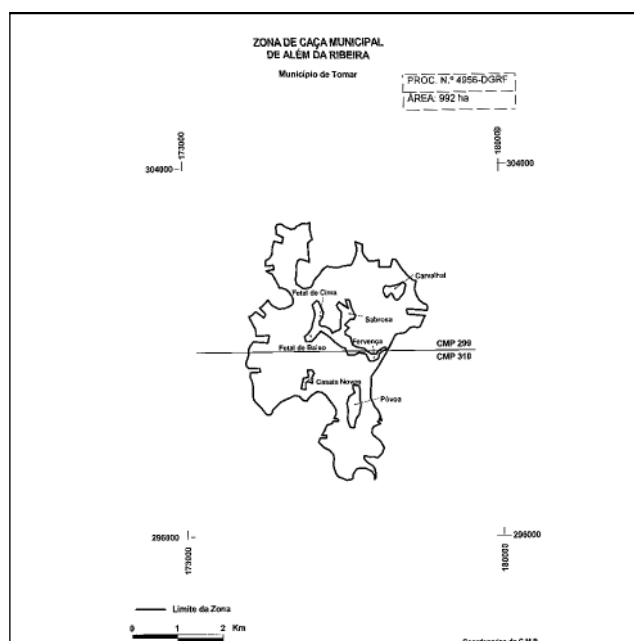 ZONA DE CAÇA MUNICIPAL
DE ALÉM DA RIBEIRA
Município de Tomar
PROC. N.º 4956-DGRF
ÁREA: 992 ha
173000
180000
304000
304000
Carvalhal
Fetal de Cima
Sabrosa
Fervença
Fetal de Baixo
CMP 299
CMP 310
Casais Novos
Póvoa
296000
296000
173000
180000
Limite da Zona
0 1 2 Km